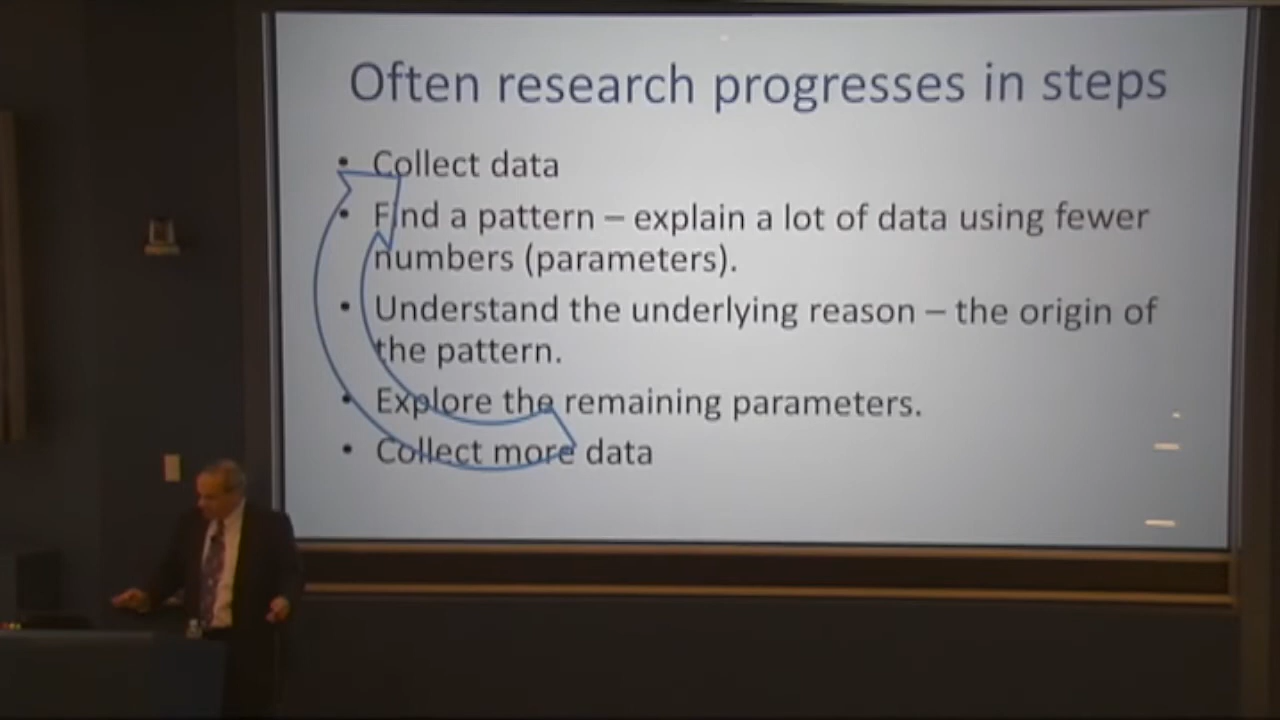 Often research progresses in steps
• Collect data
• Find a pattern – explain a lot of data using fewer
numbers (parameters).
• Understand the underlying reason – the origin of
the pattern.
• Explore the remaining parameters.
• Collect more data